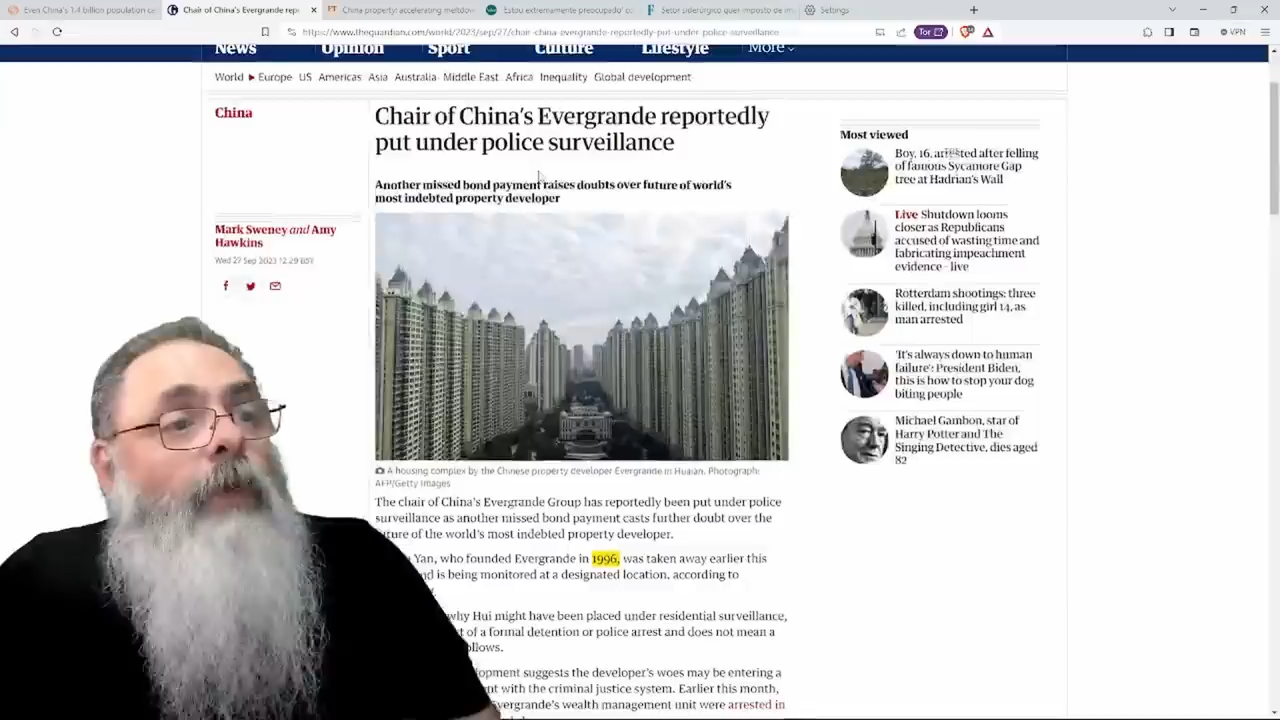 Even China's 1.4 billion population ca
Chair of China's Evergrande repo
China property: accelerating meltdow
'Estou extremamente preocupado' co
Setor siderúrgico quer imposto de im
Settings
https://www.theguardian.com/world/2023/sep/27/chair-china-evergrande-reportedly-put-under-police-surveillance
Tor
VPN
News
Opinion
Sport
Culture
Lifestyle
More
World
Europe
US
Americas
Asia
Australia
Middle East
Africa
Inequality
Global development
China
Chair of China's Evergrande reportedly
put under police surveillance
Another missed bond payment raises doubts over future of world's
most indebted property developer
Mark Sweney and Amy
Hawkins
Wed 27 Sep 2023 12.29 BST
A housing complex by the Chinese property developer Evergrande in Huaian. Photograph:
AFP/Getty Images
The chair of China's Evergrande Group has reportedly been put under police
surveillance as another missed bond payment casts further doubt over the
future of the world's most indebted property developer.
Yan, who founded Evergrande in 1996, was taken away earlier this
is being monitored at a designated location, according to
why Hui might have been placed under residential surveillance,
of a formal detention or police arrest and does not mean a
suggests the developer's woes may be entering a
with the criminal justice system. Earlier this month,
Evergrande's wealth management unit were arrested in
Most viewed
Boy, 16, arrested after felling
of famous Sycamore Gap
tree at Hadrian's Wall
Live Shutdown looms
closer as Republicans
accused of wasting time and
fabricating impeachment
evidence – live
Rotterdam shootings: three
killed, including girl 14, as
man arrested
'It's always down to human
failure': President Biden,
this is how to stop your dog
biting people
Michael Gambon, star of
Harry Potter and The
Singing Detective, dies aged
82